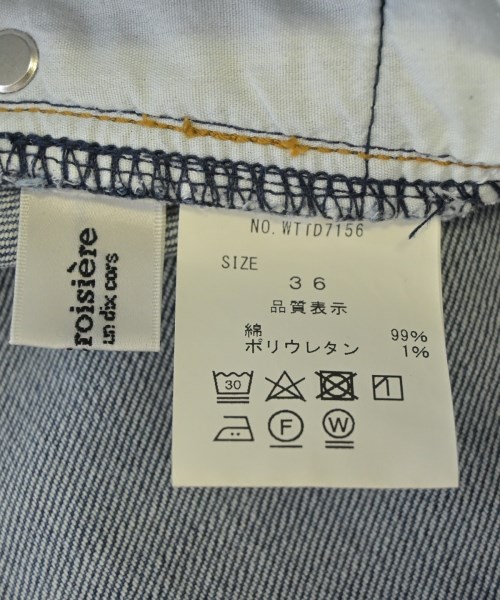 roisière
un dix cors
NO. WTTD7156
SIZE
36
品質表示
綿 99%
ポリウレタン 1%
30
F
W